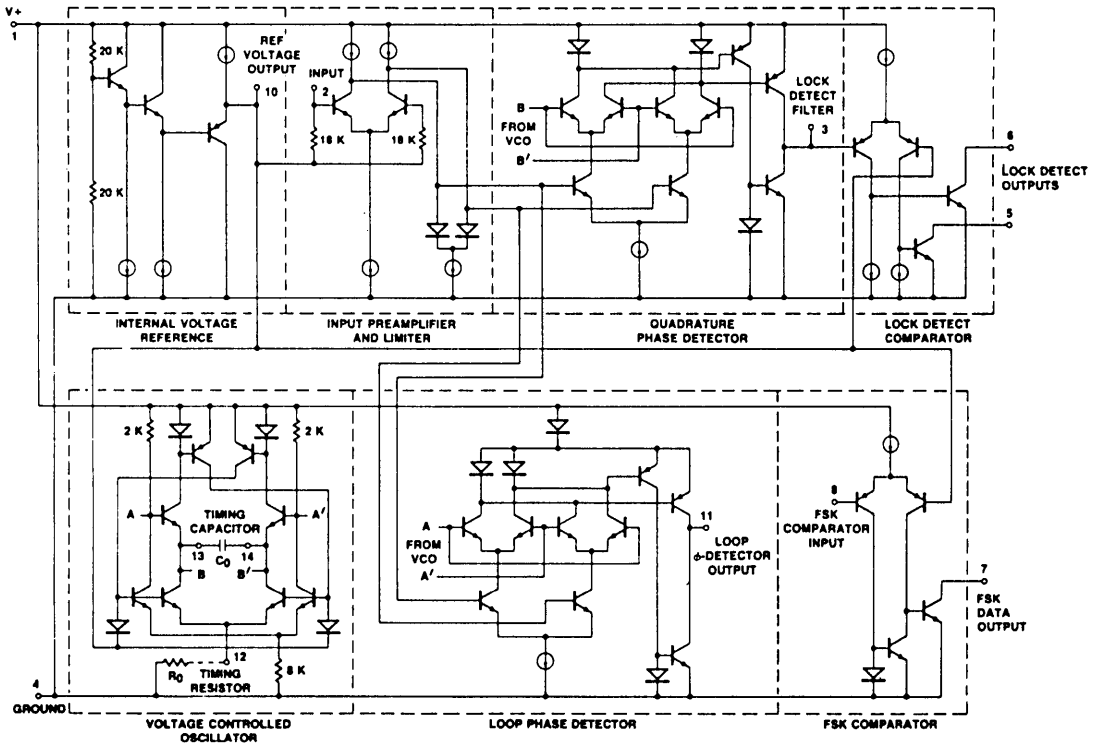 V+
1
20 K
20 K
REF
VOLTAGE
OUTPUT
10
INPUT
2
18 K
18 K
B
FROM
VCO
B'
LOCK
DETECT
FILTER
3
6
LOCK DETECT
OUTPUTS
5
INTERNAL VOLTAGE
REFERENCE
INPUT PREAMPLIFIER
AND LIMITER
QUADRATURE
PHASE DETECTOR
LOCK DETECT
COMPARATOR
2 K
2 K
A
TIMING
CAPACITOR
A'
13
C0
14
B
B'
12
R0
TIMING
RESISTOR
8 K
A
FROM
VCO
A'
11
LOOP
ϕ-DETECTOR
OUTPUT
8
FSK
COMPARATOR
INPUT
7
FSK
DATA
OUTPUT
4
GROUND
VOLTAGE CONTROLLED
OSCILLATOR
LOOP PHASE DETECTOR
FSK COMPARATOR